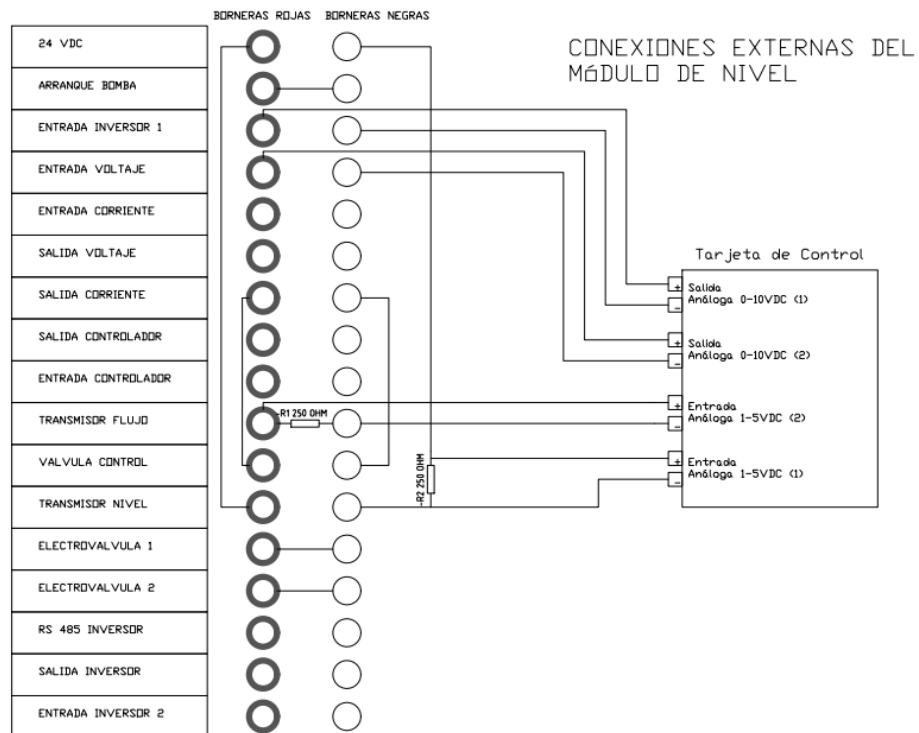 BORNERAS ROJAS BORNERAS NEGRAS
CONEXIONES EXTERNAS DEL
MóDULO DE NIVEL
24 VDC
ARRANQUE BOMBA
ENTRADA INVERSOR 1
ENTRADA VOLTAJE
ENTRADA CORRIENTE
SALIDA VOLTAJE
SALIDA CORRIENTE
SALIDA CONTROLADOR
ENTRADA CONTROLADOR
TRANSMISOR FLUJO
VALVULA CONTROL
TRANSMISOR NIVEL
ELECTROVALVULA 1
ELECTROVALVULA 2
RS 485 INVERSOR
SALIDA INVERSOR
ENTRADA INVERSOR 2
-R1 250 OHM
-R2 250 OHM
Tarjeta de Control
+ Salida
- Análoga 0-10VDC (1)
+ Salida
- Análoga 0-10VDC (2)
+ Entrada
- Análoga 1-5VDC (2)
+ Entrada
- Análoga 1-5VDC (1)